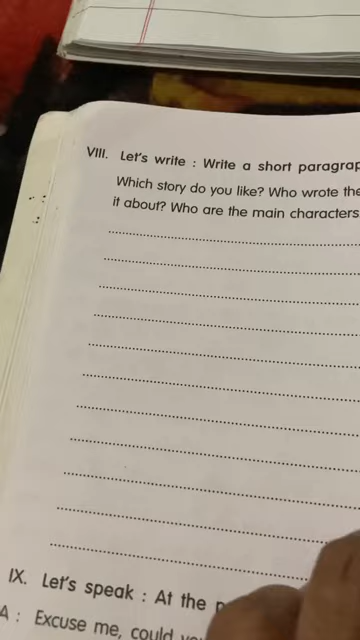 VIII. Let's write : Write a short
Which story do you like? Who wrote the
it about? Who are the main characters
IX. Let's speak : At the
A : Excuse me, could